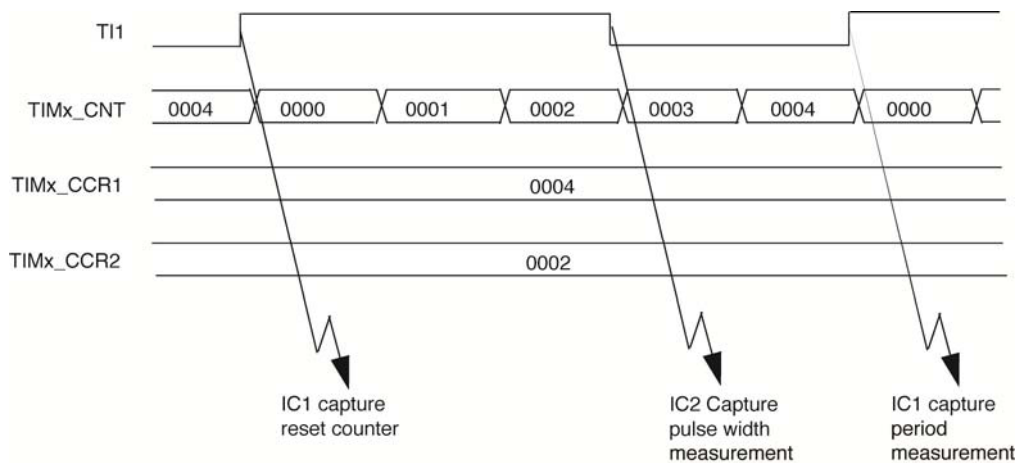 TI1
TIMx_CNT 0004 0000 0001 0002 0003 0004 0000
TIMx_CCR1 0004
TIMx_CCR2 0002
IC1 capture
reset counter
IC2 Capture
pulse width
measurement
IC1 capture
period
measurement